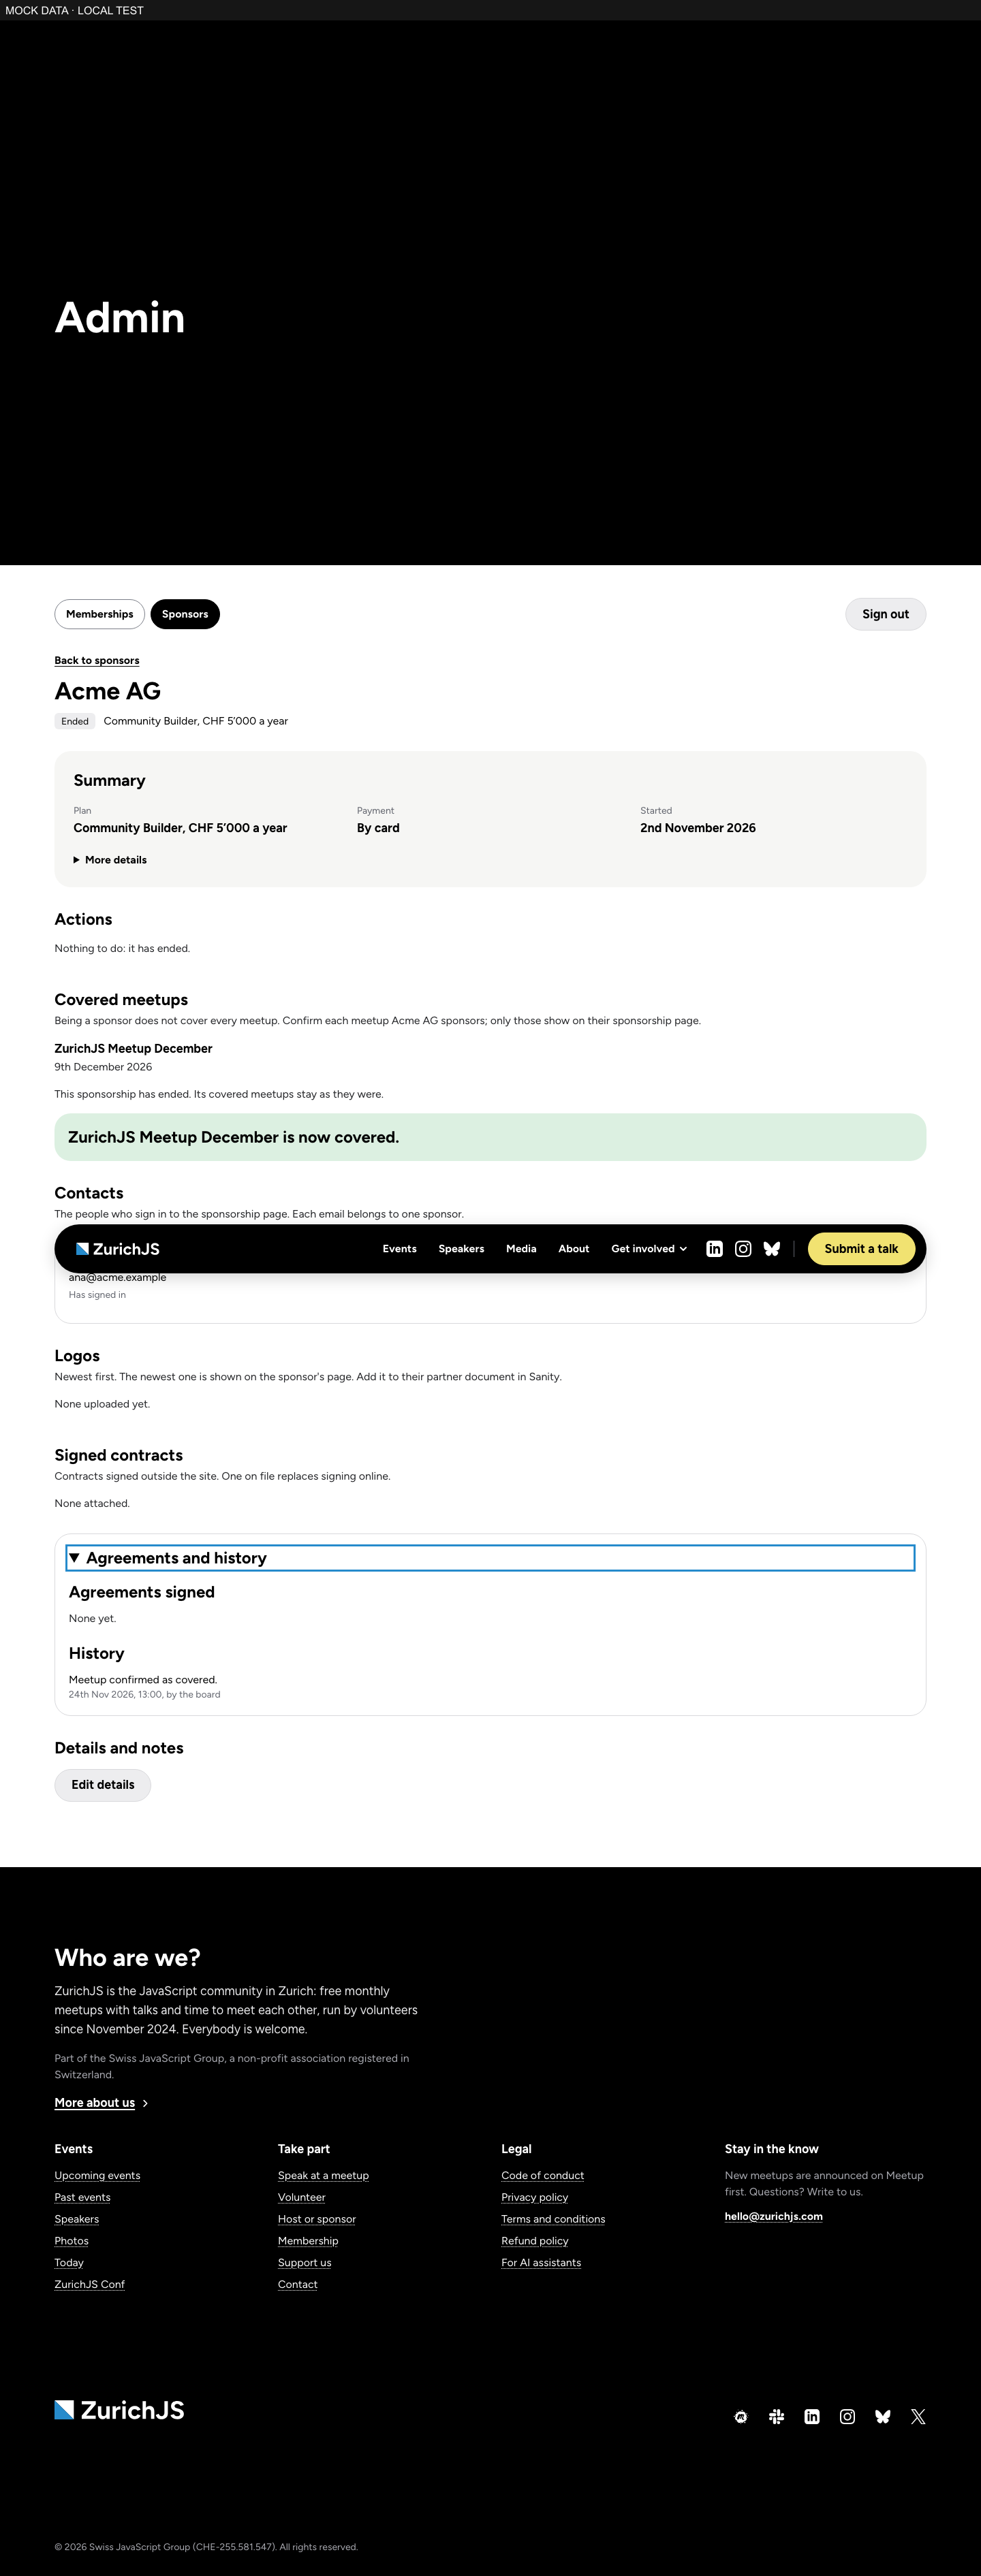 MOCK DATA · LOCAL TEST
Admin
Memberships
Sponsors
Sign out
Back to sponsors
Acme AG
Ended
Community Builder, CHF 5’000 a year
Summary
Plan
Payment
Started
Community Builder, CHF 5’000 a year
By card
2nd November 2026
More details
Actions
Nothing to do: it has ended.
Covered meetups
Being a sponsor does not cover every meetup. Confirm each meetup Acme AG sponsors; only those show on their sponsorship page.
ZurichJS Meetup December
9th December 2026
This sponsorship has ended. Its covered meetups stay as they were.
ZurichJS Meetup December is now covered.
Contacts
The people who sign in to the sponsorship page. Each email belongs to one sponsor.
ZurichJS
Events
Speakers
Media
About
Get involved
Submit a talk
ana@acme.example
Has signed in
Logos
Newest first. The newest one is shown on the sponsor's page. Add it to their partner document in Sanity.
None uploaded yet.
Signed contracts
Contracts signed outside the site. One on file replaces signing online.
None attached.
Agreements and history
Agreements signed
None yet.
History
Meetup confirmed as covered.
24th Nov 2026, 13:00, by the board
Details and notes
Edit details
Who are we?
ZurichJS is the JavaScript community in Zurich: free monthly
meetups with talks and time to meet each other, run by volunteers
since November 2024. Everybody is welcome.
Part of the Swiss JavaScript Group, a non-profit association registered in
Switzerland.
More about us
Events
Upcoming events
Past events
Speakers
Photos
Today
ZurichJS Conf
Take part
Speak at a meetup
Volunteer
Host or sponsor
Membership
Support us
Contact
Legal
Code of conduct
Privacy policy
Terms and conditions
Refund policy
For AI assistants
Stay in the know
New meetups are announced on Meetup
first. Questions? Write to us.
hello@zurichjs.com
ZurichJS
© 2026 Swiss JavaScript Group (CHE-255.581.547). All rights reserved.